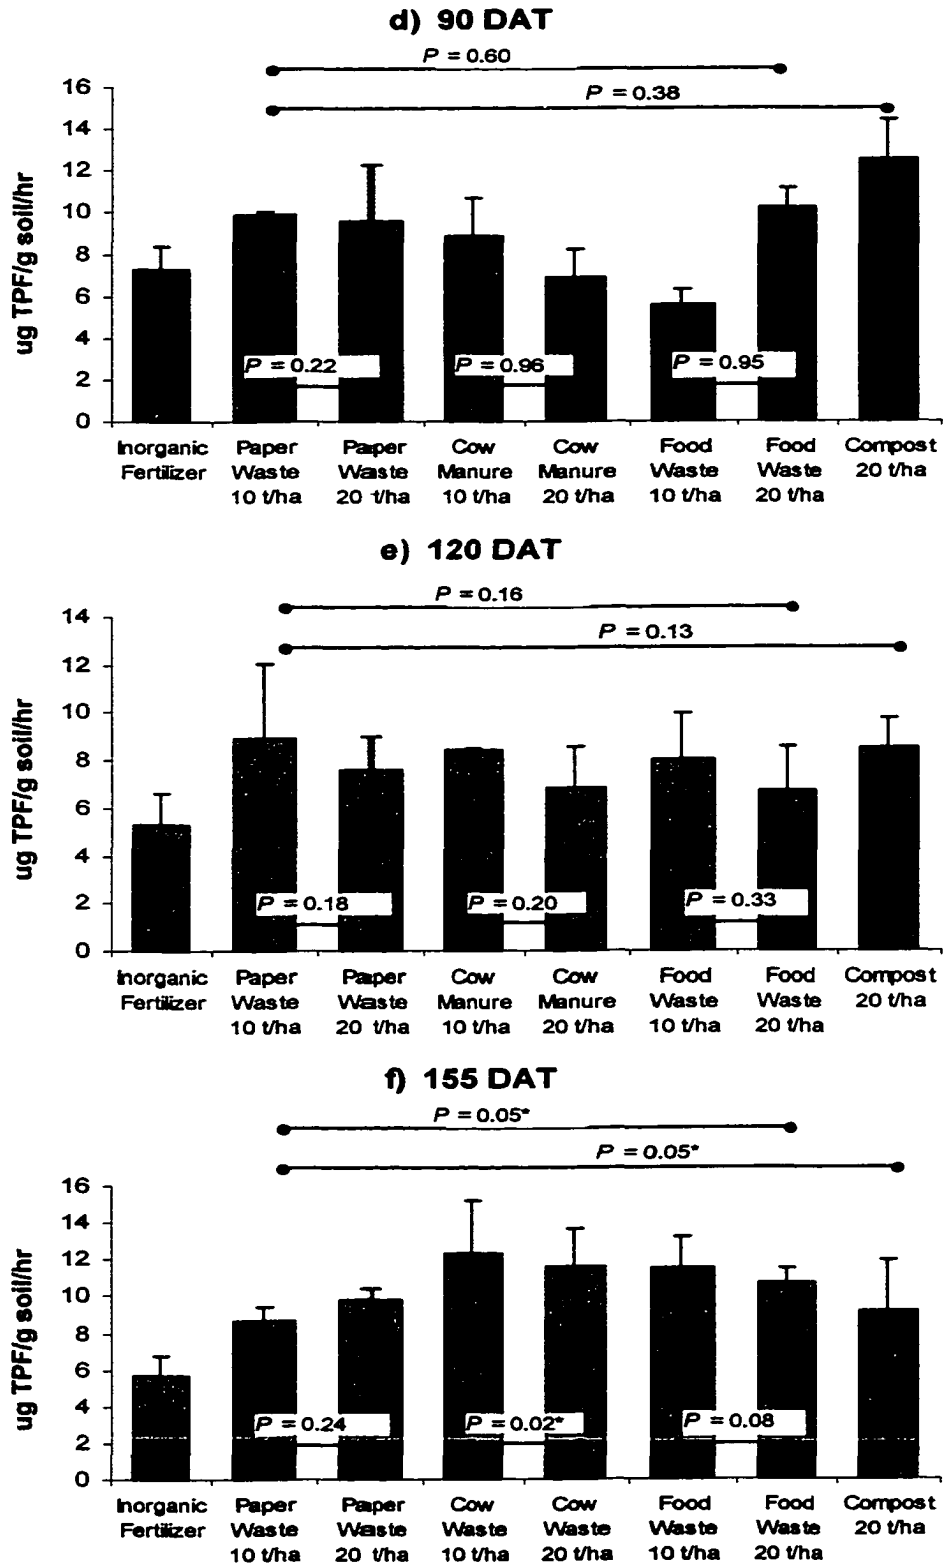 d) 90 DAT
P = 0.60
P = 0.38
16
14
12
10
8
6
4
2
0
ug TPF/g soil/hr
P = 0.22
P = 0.96
P = 0.95
Inorganic Fertilizer
Paper Waste 10 t/ha
Paper Waste 20 t/ha
Cow Manure 10 t/ha
Cow Manure 20 t/ha
Food Waste 10 t/ha
Food Waste 20 t/ha
Compost 20 t/ha
e) 120 DAT
P = 0.16
P = 0.13
14
12
10
8
6
4
2
0
ug TPF/g soil/hr
P = 0.18
P = 0.20
P = 0.33
Inorganic Fertilizer
Paper Waste 10 t/ha
Paper Waste 20 t/ha
Cow Manure 10 t/ha
Cow Manure 20 t/ha
Food Waste 10 t/ha
Food Waste 20 t/ha
Compost 20 t/ha
f) 155 DAT
P = 0.05*
P = 0.05*
16
14
12
10
8
6
4
2
0
ug TPF/g soil/hr
P = 0.24
P = 0.02*
P = 0.08
Inorganic Fertilizer
Paper Waste 10 t/ha
Paper Waste 20 t/ha
Cow Waste 10 t/ha
Cow Waste 20 t/ha
Food Waste 10 t/ha
Food Waste 20 t/ha
Compost 20 t/ha